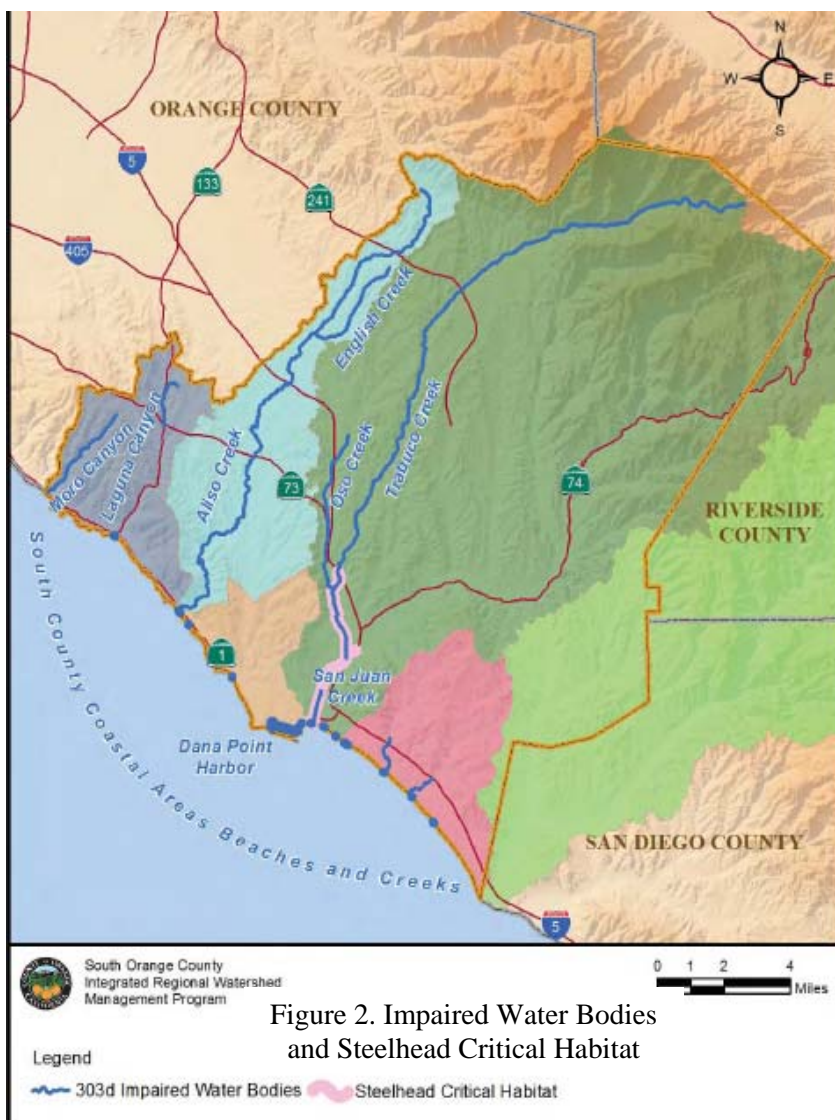 N
W E
S
ORANGE COUNTY
5
133
241
405
English Creek
Moro Canyon
Laguna Canyon
Aliso Creek
Oso Creek
Trabuco Creek
73
74
RIVERSIDE
COUNTY
1
San Juan
Creek
Dana Point
Harbor
South County Coastal Areas Beaches and Creeks
SAN DIEGO COUNTY
5
South Orange County
Integrated Regional Watershed
Management Program
0 1 2 4
Miles
Figure 2. Impaired Water Bodies
and Steelhead Critical Habitat
Legend
303d Impaired Water Bodies Steelhead Critical Habitat